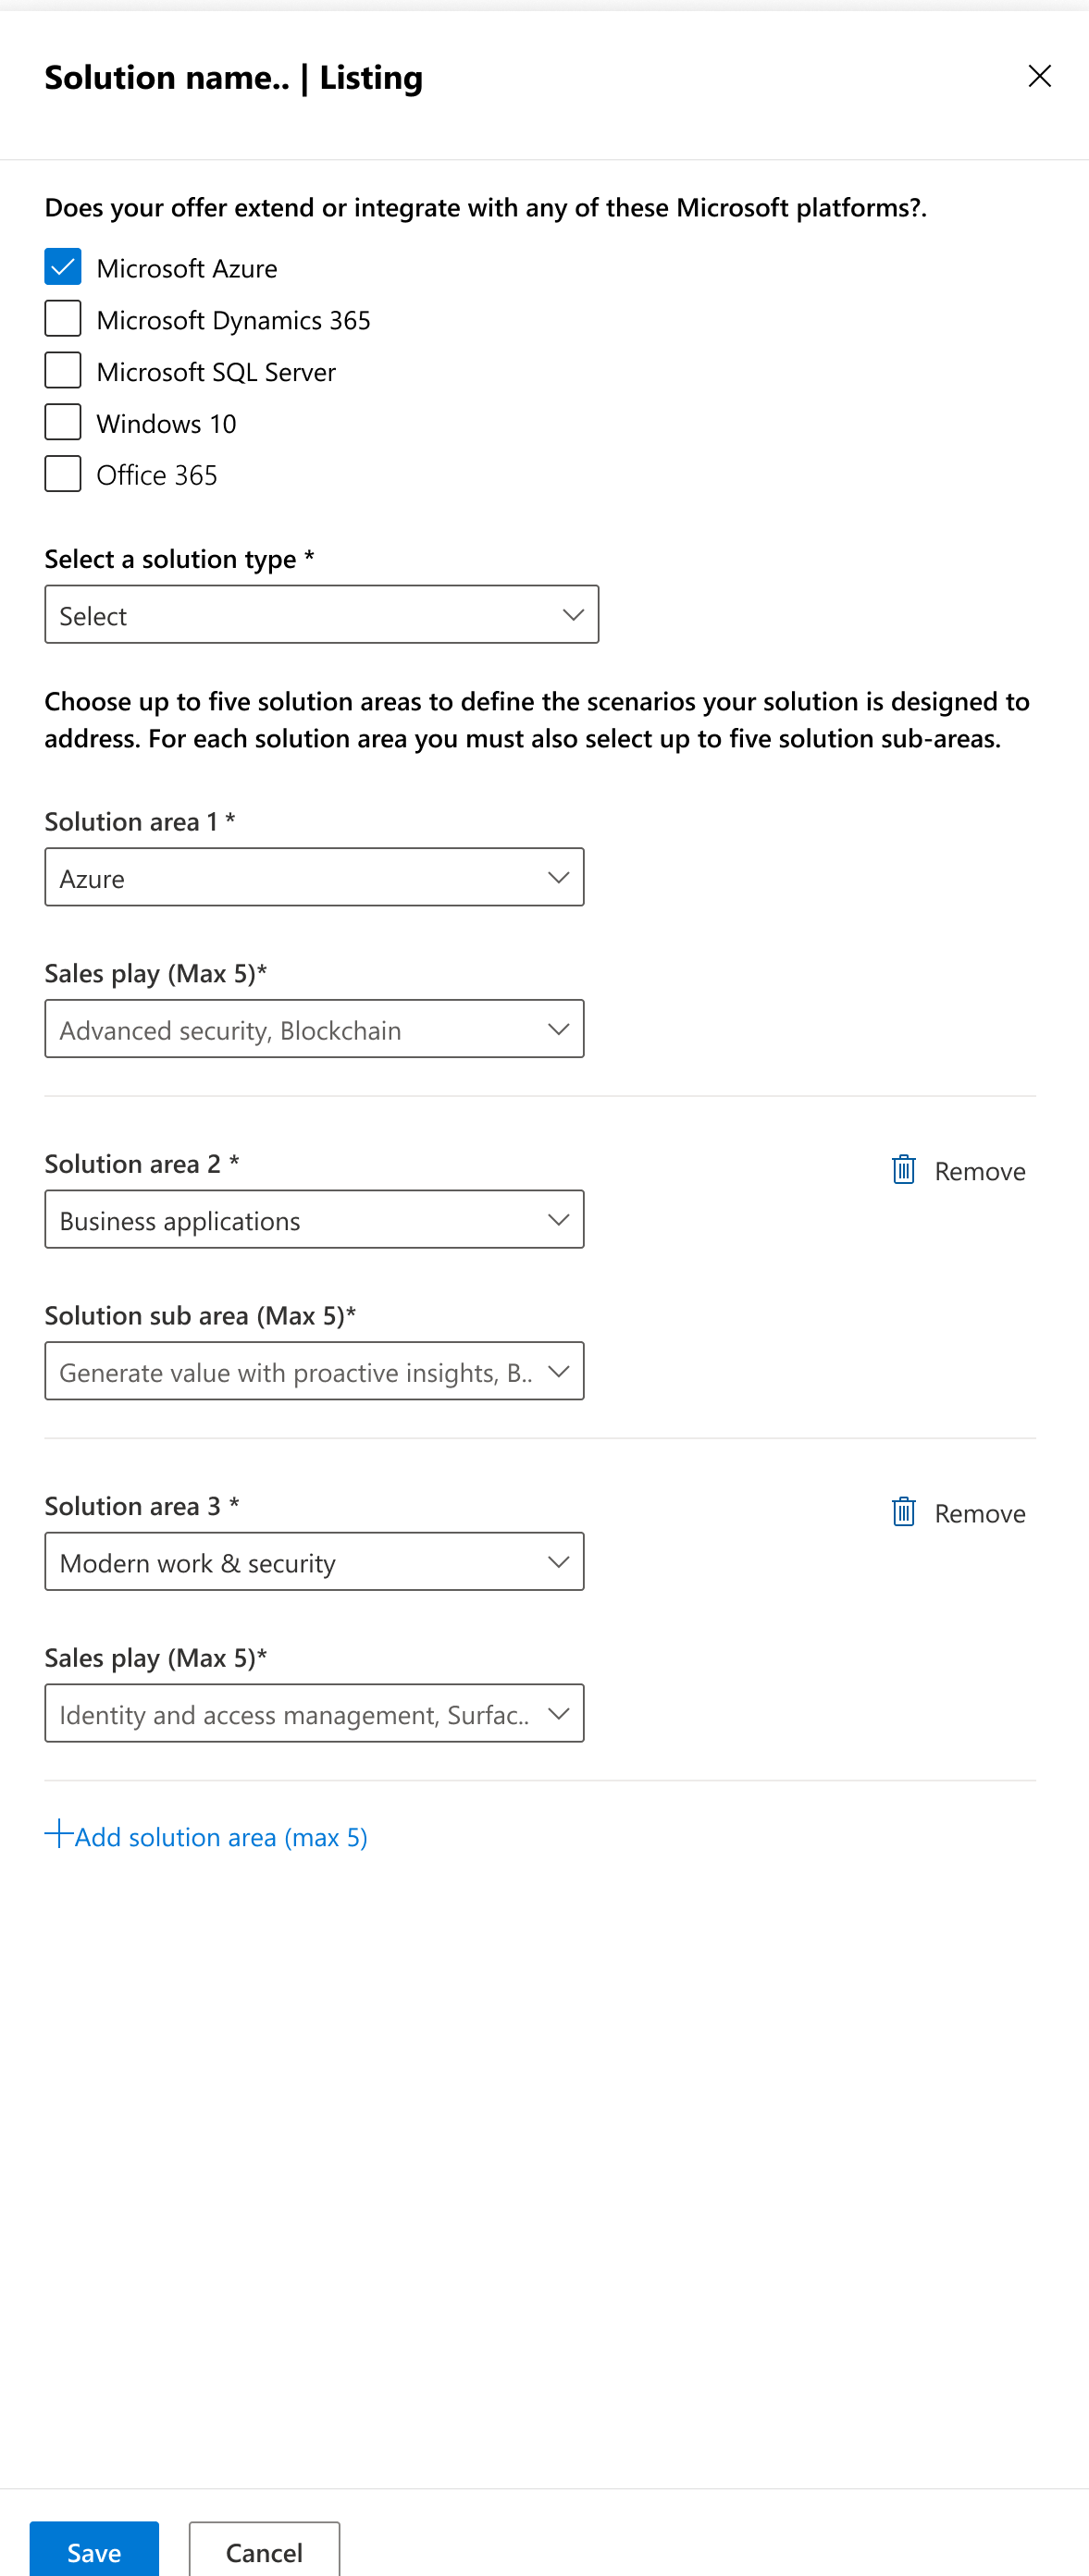 Solution name.. | Listing
Does your offer extend or integrate with any of these Microsoft platforms?.
Microsoft Azure
Microsoft Dynamics 365
Microsoft SQL Server
Windows 10
Office 365
Select a solution type *
Select
Choose up to five solution areas to define the scenarios your solution is designed to
address. For each solution area you must also select up to five solution sub-areas.
Solution area 1 *
Azure
Sales play (Max 5)*
Advanced security, Blockchain
Solution area 2 *
Remove
Business applications
Solution sub area (Max 5)*
Generate value with proactive insights, B..
Solution area 3 *
Remove
Modern work & security
Sales play (Max 5)*
Identity and access management, Surfac..
Add solution area (max 5)
Save Cancel